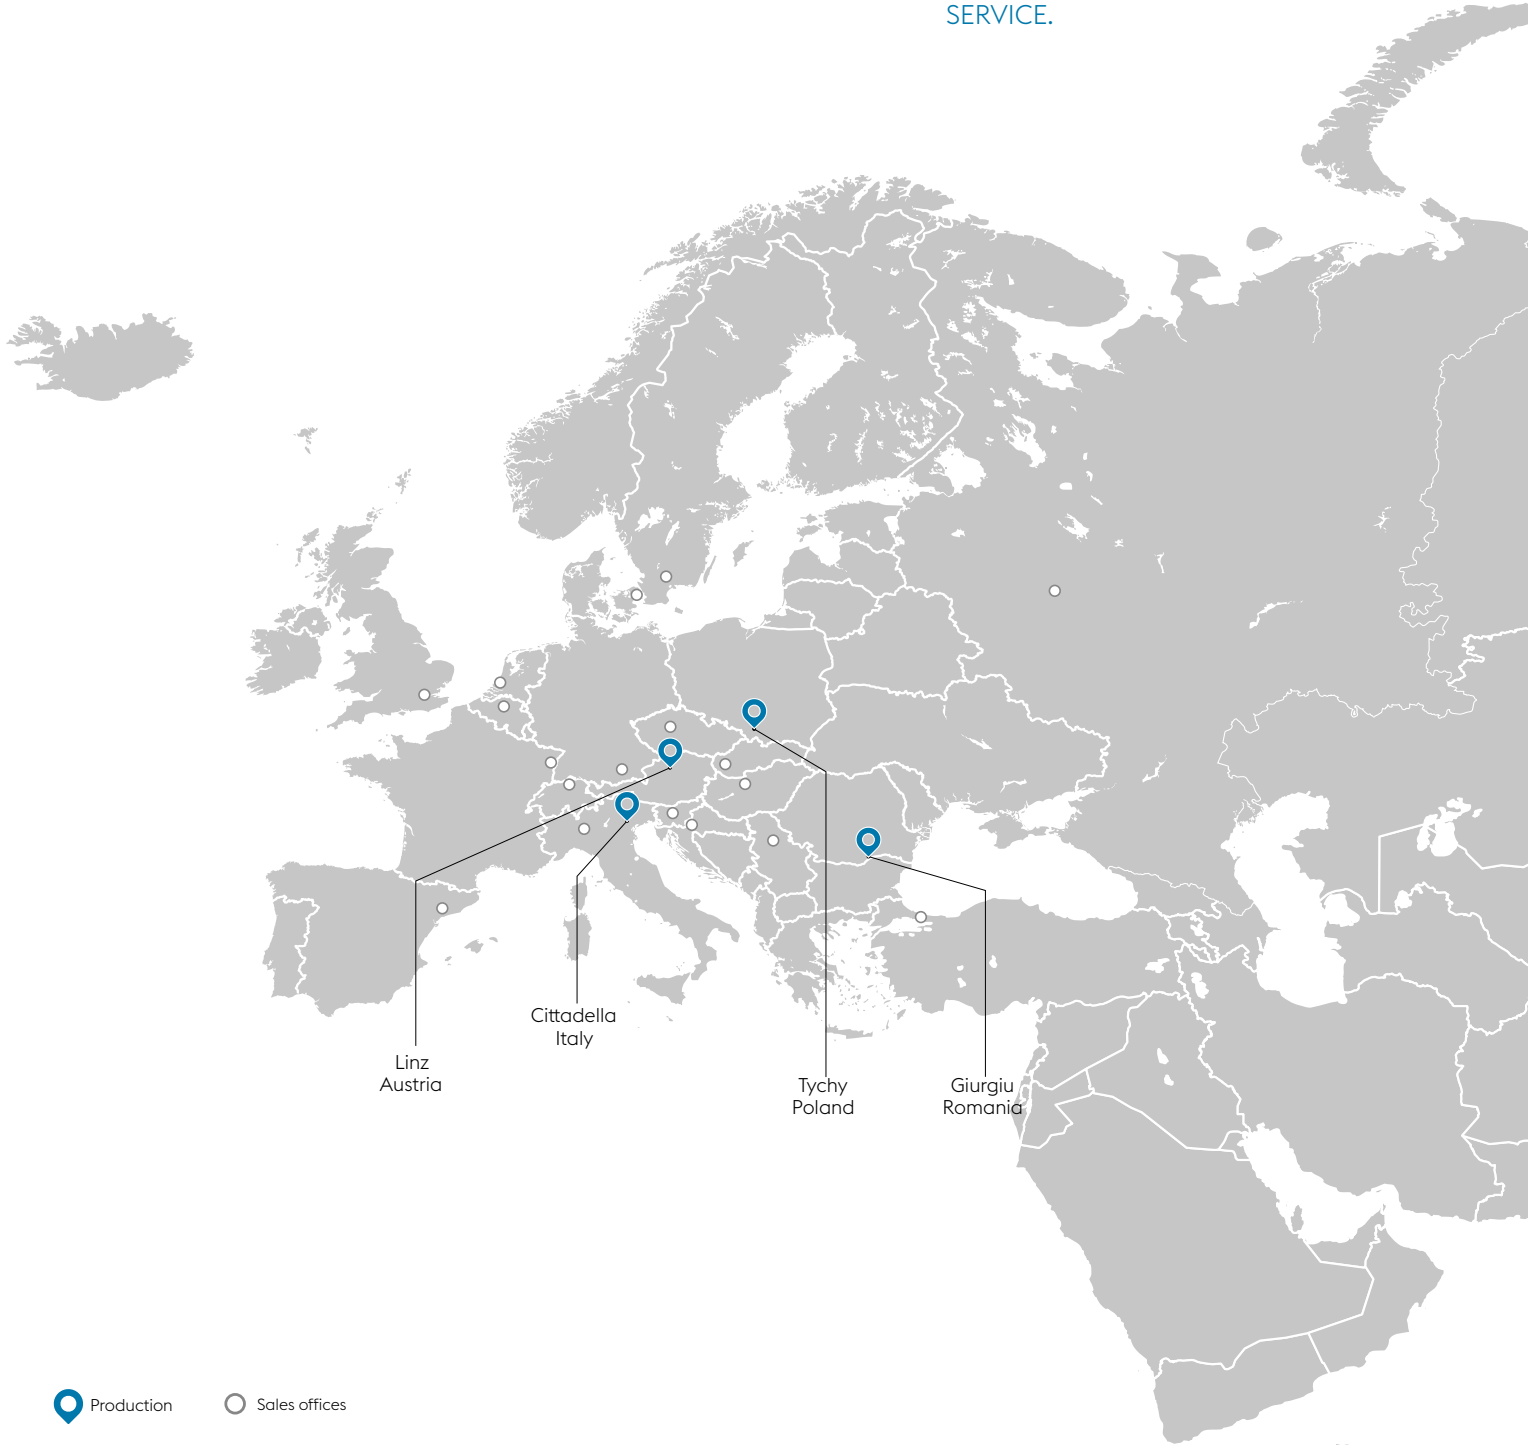 SERVICE.
Cittadella
Italy
Linz
Austria
Tychy
Poland
Giurgiu
Romania
Production
Sales offices